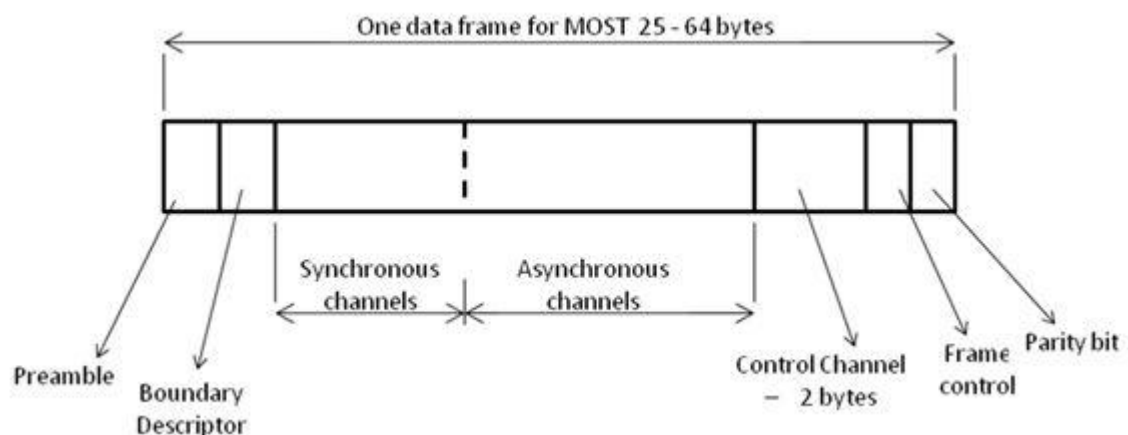 One data frame for MOST 25 - 64 bytes
Synchronous
channels
Asynchronous
channels
Preamble
Boundary
Descriptor
Control Channel
– 2 bytes
Frame
control
Parity bit